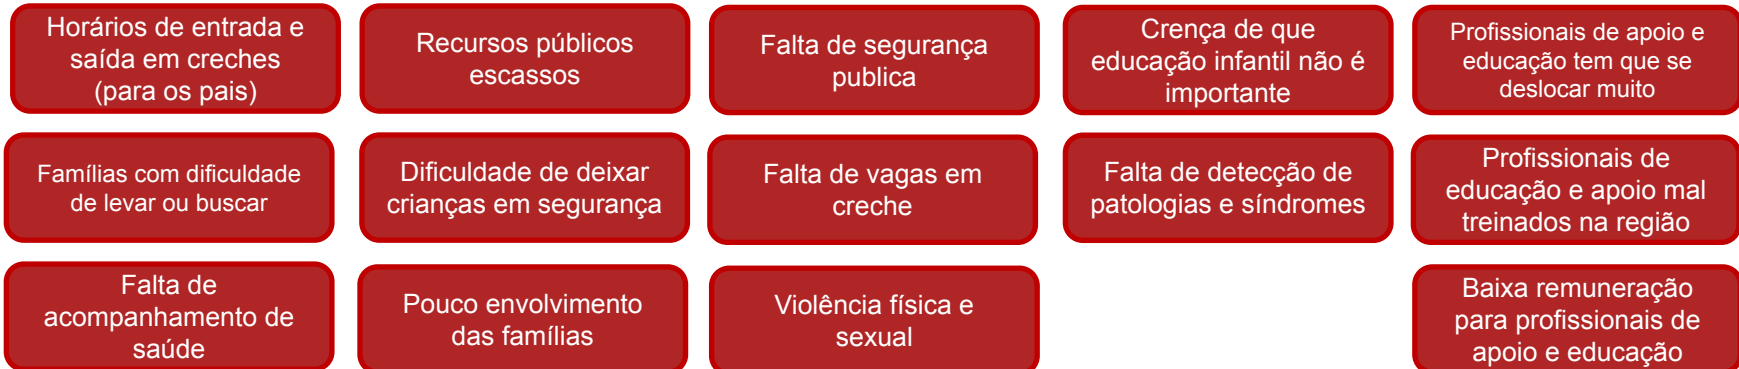 Horários de entrada e
saída em creches
(para os pais)
Recursos públicos
escassos
Falta de segurança
publica
Crença de que
educação infantil não é
importante
Profissionais de apoio e
educação tem que se
deslocar muito
Famílias com dificuldade
de levar ou buscar
Dificuldade de deixar
crianças em segurança
Falta de vagas em
creche
Falta de detecção de
patologias e síndromes
Profissionais de
educação e apoio mal
treinados na região
Falta de
acompanhamento de
saúde
Pouco envolvimento
das famílias
Violência física e
sexual
Baixa remuneração
para profissionais de
apoio e educação